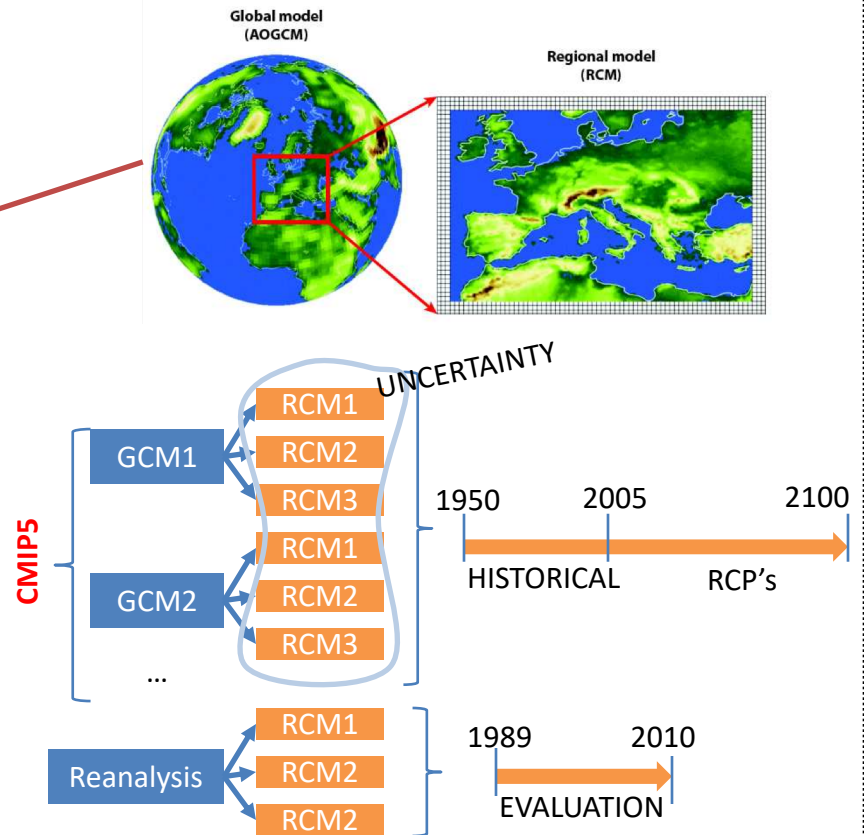 Global model
(AOGCM)
Regional model
(RCM)
UNCERTAINTY
RCM1
GCM1
RCM2
RCM3
1950 2005 2100
CMIP5
RCM1
HISTORICAL RCP's
GCM2
RCM2
RCM3
...
RCM1
1989 2010
Reanalysis
RCM2
EVALUATION
RCM2